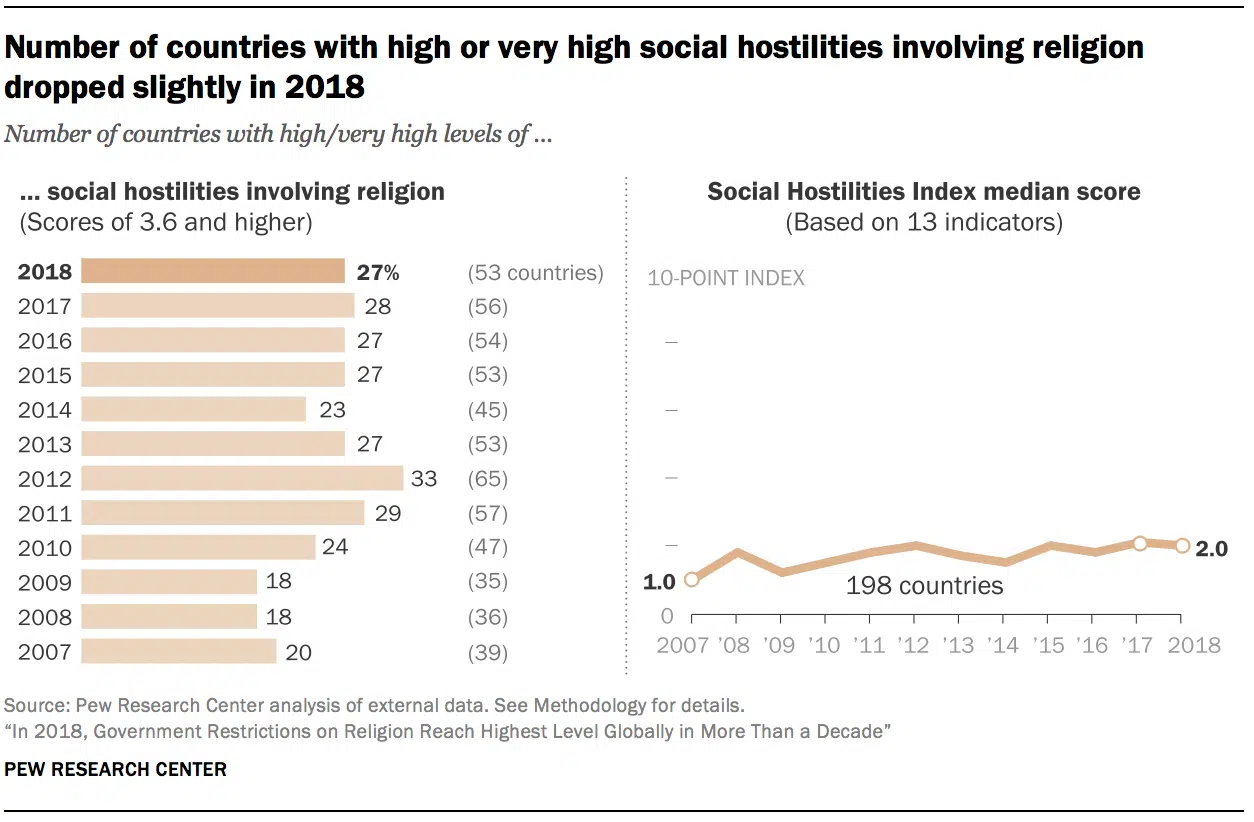 Number of countries with high or very high social hostilities involving religion
dropped slightly in 2018
Number of countries with high/very high levels of ...
... social hostilities involving religion
(Scores of 3.6 and higher)
2018 27% (53 countries)
2017 28 (56)
2016 27 (54)
2015 27 (53)
2014 23 (45)
2013 27 (53)
2012 33 (65)
2011 29 (57)
2010 24 (47)
2009 18 (35)
2008 18 (36)
2007 20 (39)
Social Hostilities Index median score
(Based on 13 indicators)
10-POINT INDEX
1.0
2.0
198 countries
0
2007 ’08 ’09 ’10 ’11 ’12 ’13 ’14 ’15 ’16 ’17 2018
Source: Pew Research Center analysis of external data. See Methodology for details.
“In 2018, Government Restrictions on Religion Reach Highest Level Globally in More Than a Decade”
PEW RESEARCH CENTER